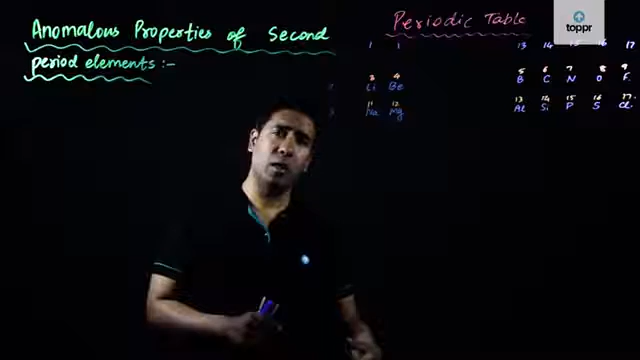 Anomalous Properties of Second
period elements :-
Periodic Table
toppr
1 1 13 14 15 16 17
3 4 5 6 7 8 9
Li Be B C N O F
11 12 13 14 15 16 17
Na Mg Al Si P S Cl